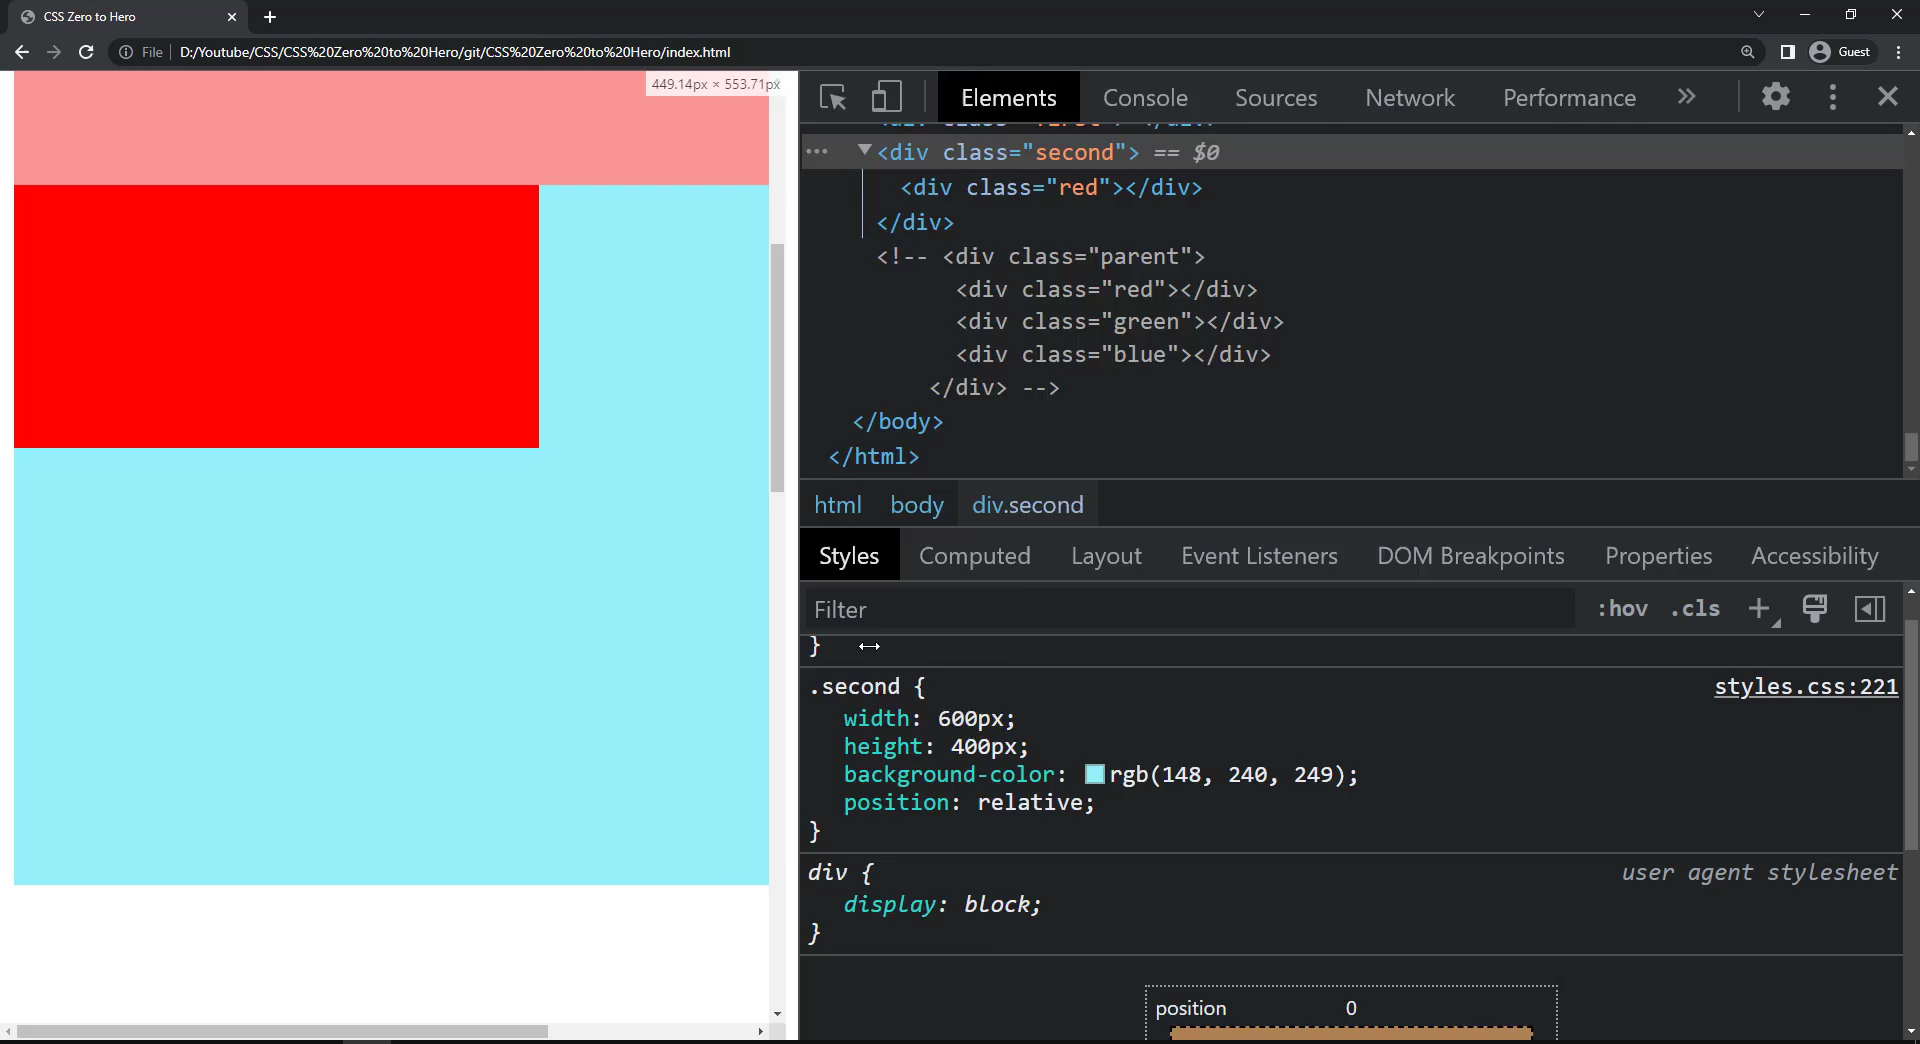 CSS Zero to Hero
File
D:/Youtube/CSS/CSS%20Zero%20to%20Hero/git/CSS%20Zero%20to%20Hero/index.html
Guest
449.14px × 553.71px
Elements Console Sources Network Performance
<div class="second"> == $0
<div class="red"></div>
</div>
<!-- <div class="parent">
<div class="red"></div>
<div class="green"></div>
<div class="blue"></div>
</div> -->
</body>
</html>
html body div.second
Styles Computed Layout Event Listeners DOM Breakpoints Properties Accessibility
Filter :hov .cls
}
.second { styles.css:221
width: 600px;
height: 400px;
background-color: rgb(148, 240, 249);
position: relative;
}
div { user agent stylesheet
display: block;
}
position 0